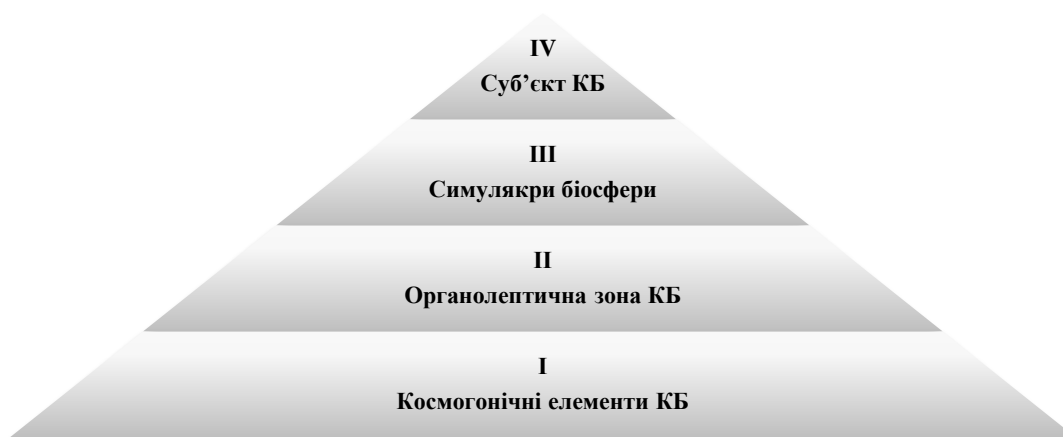 IV
Суб’єкт КБ
III
Симулякри біосфери
II
Органолептична зона КБ
I
Космогонічні елементи КБ